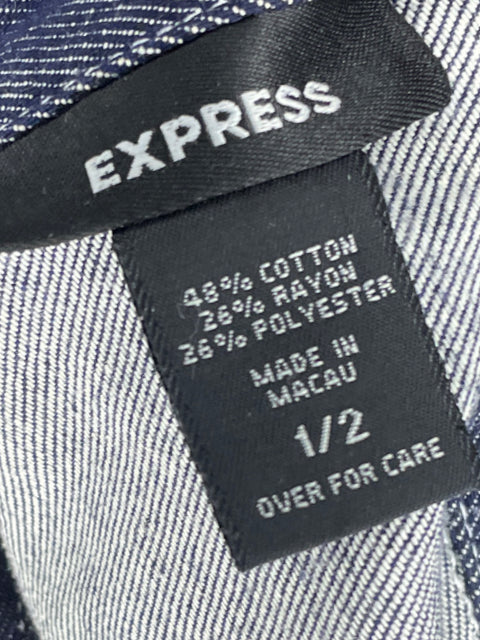 EXPRESS
48% COTTON
26% RAYON
26% POLYESTER
MADE IN
MACAU
1/2
OVER FOR CARE